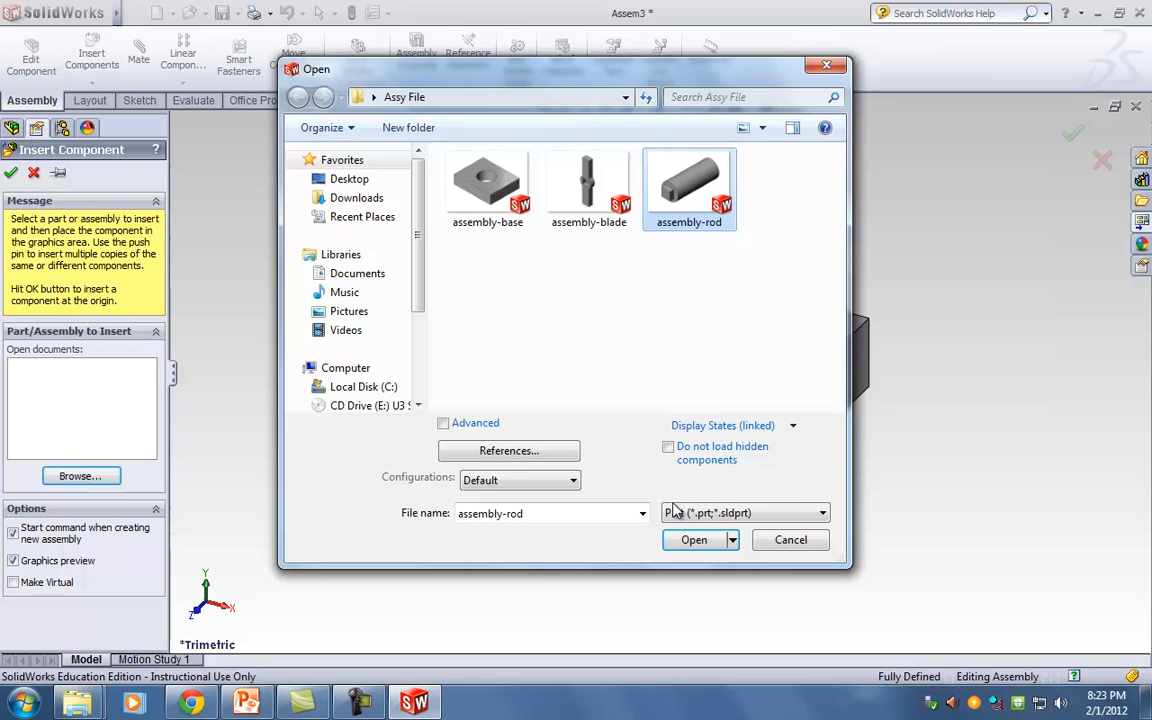 SolidWorks
Assem3 *
Search SolidWorks Help
Edit
Component
Insert
Components
Mate
Linear
Compon...
Smart
Fasteners
Move
Assembly
Reference
Assembly
Layout
Sketch
Evaluate
Office Pro
Insert Component
?
Message
Select a part or assembly to insert
and then place the component in
the graphics area. Use the push
pin to insert multiple copies of the
same or different components.
Hit OK button to insert a
component at the origin.
Part/Assembly to Insert
Open documents:
Browse...
Options
Start command when creating
new assembly
Graphics preview
Make Virtual
Open
Assy File
Search Assy File
Organize
New folder
Favorites
Desktop
Downloads
Recent Places
Libraries
Documents
Music
Pictures
Videos
Computer
Local Disk (C:)
CD Drive (E:) U3 S
assembly-base
assembly-blade
assembly-rod
Advanced
References...
Configurations:
Default
Display States (linked)
Do not load hidden
components
File name:
assembly-rod
(*.prt;*.sldprt)
Open
Cancel
Y
X
Z
*Trimetric
Model
Motion Study 1
SolidWorks Education Edition - Instructional Use Only
Fully Defined
Editing Assembly
8:23 PM
2/1/2012